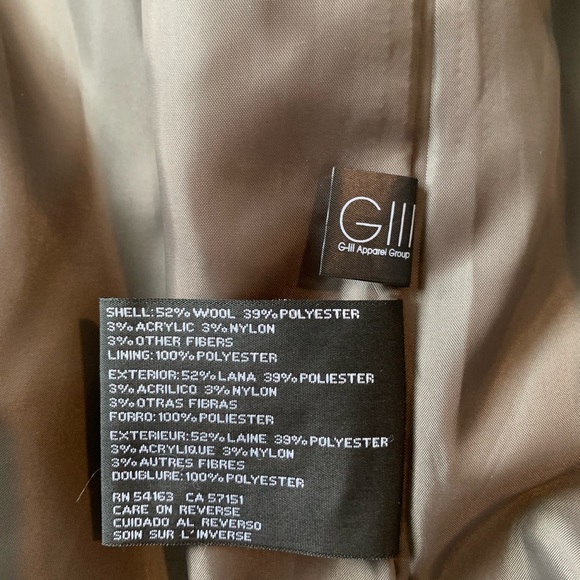 GIII
G-III Apparel Group
SHELL:52% WOOL 39% POLYESTER
3% ACRYLIC 3% NYLON
3% OTHER FIBERS
LINING:100% POLYESTER
EXTERIOR:52% LANA 39% POLIESTER
3% ACRILICO 3% NYLON
3% OTRAS FIBRAS
FORRO:100% POLYESTER
EXTERIEUR:52% LAINE 39% POLYESTER
3% ACRYLIQUE 3% NYLON
3% AUTRES FIBRES
DOUBLURE:100% POLYESTER
RN 54163 CA 57151
CARE ON REVERSE
CUIDADO AL REVERSO
SOIN SUR L'INVERSE